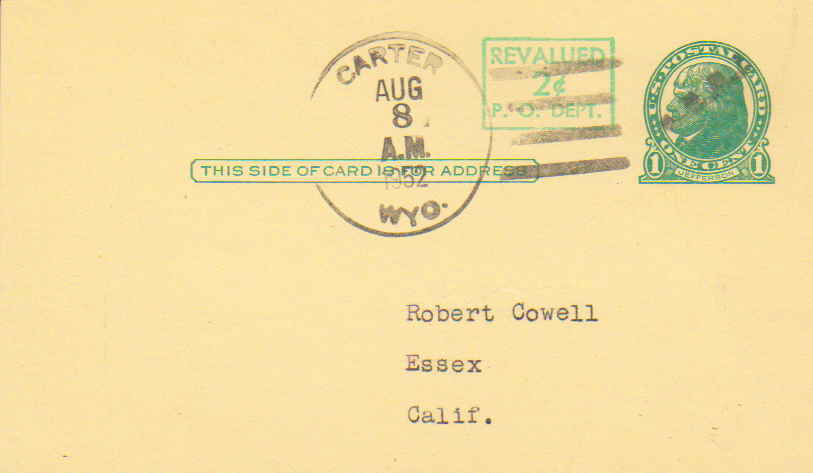 CARTER
AUG
8
A.M.
1952
WYO.
REVALUED
2¢
P. O. DEPT.
U.S. POSTAL CARD
1 ONE CENT 1
JEFFERSON
THIS SIDE OF CARD IS FOR ADDRESS
Robert Cowell
Essex
Calif.